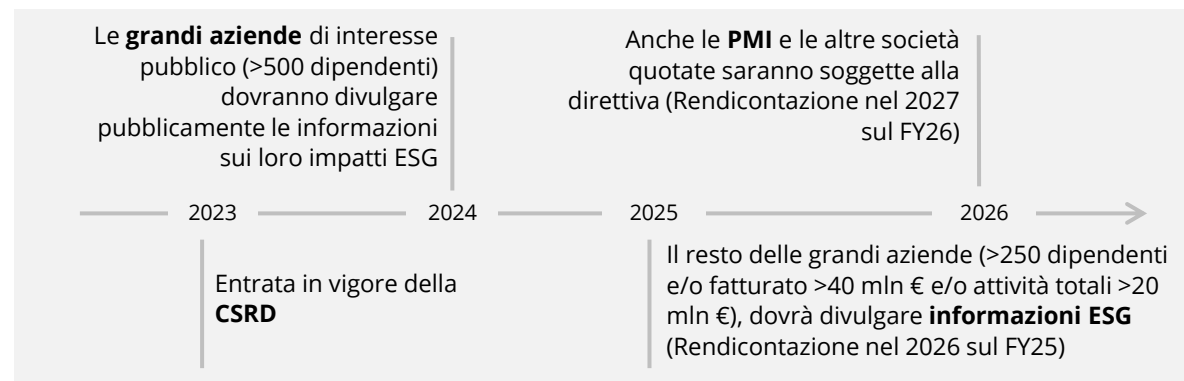 Le grandi aziende di interesse
pubblico (>500 dipendenti)
dovranno divulgare
pubblicamente le informazioni
sui loro impatti ESG
Anche le PMI e le altre società
quotate saranno soggette alla
direttiva (Rendicontazione nel 2027
sul FY26)
2023
2024
2025
2026
Entrata in vigore della
CSRD
Il resto delle grandi aziende (>250 dipendenti
e/o fatturato >40 mln € e/o attività totali >20
mln €), dovrà divulgare informazioni ESG
(Rendicontazione nel 2026 sul FY25)